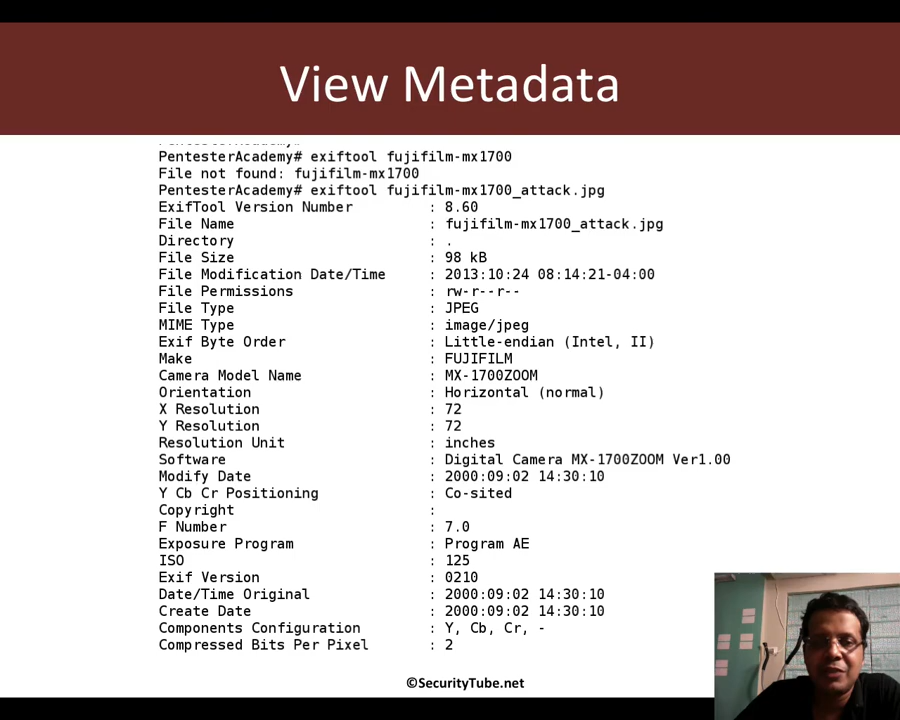 View Metadata
PentesterAcademy#
PentesterAcademy# exiftool fujifilm-mx1700
File not found: fujifilm-mx1700
PentesterAcademy# exiftool fujifilm-mx1700_attack.jpg
ExifTool Version Number : 8.60
File Name : fujifilm-mx1700_attack.jpg
Directory : .
File Size : 98 kB
File Modification Date/Time : 2013:10:24 08:14:21-04:00
File Permissions : rw-r--r--
File Type : JPEG
MIME Type : image/jpeg
Exif Byte Order : Little-endian (Intel, II)
Make : FUJIFILM
Camera Model Name : MX-1700ZOOM
Orientation : Horizontal (normal)
X Resolution : 72
Y Resolution : 72
Resolution Unit : inches
Software : Digital Camera MX-1700ZOOM Ver1.00
Modify Date : 2000:09:02 14:30:10
Y Cb Cr Positioning : Co-sited
Copyright :
F Number : 7.0
Exposure Program : Program AE
ISO : 125
Exif Version : 0210
Date/Time Original : 2000:09:02 14:30:10
Create Date : 2000:09:02 14:30:10
Components Configuration : Y, Cb, Cr, -
Compressed Bits Per Pixel : 2
©SecurityTube.net